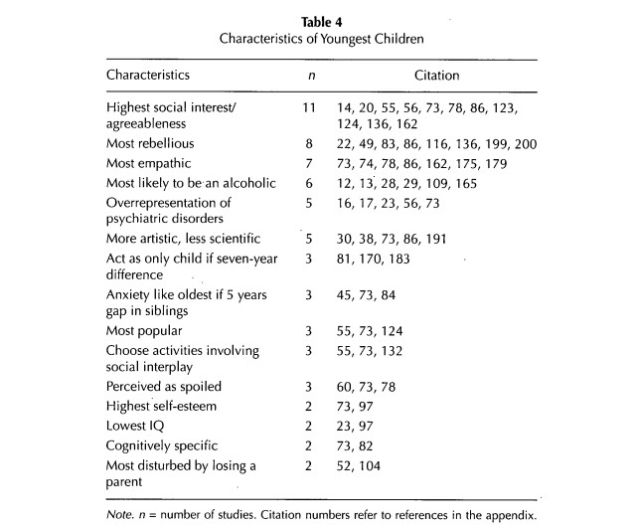 Table 4
Characteristics of Youngest Children
Characteristics n Citation
Highest social interest/ 11 14, 20, 55, 56, 73, 78, 86, 123,
agreeableness 124, 136, 162
Most rebellious 8 22, 49, 83, 86, 116, 136, 199, 200
Most empathic 7 73, 74, 78, 86, 162, 175, 179
Most likely to be an alcoholic 6 12, 13, 28, 29, 109, 165
Overrepresentation of 5 16, 17, 23, 56, 73
psychiatric disorders
More artistic, less scientific 5 30, 38, 73, 86, 191
Act as only child if seven-year 3 81, 170, 183
difference
Anxiety like oldest if 5 years 3 45, 73, 84
gap in siblings
Most popular 3 55, 73, 124
Choose activities involving 3 55, 73, 132
social interplay
Perceived as spoiled 3 60, 73, 78
Highest self-esteem 2 73, 97
Lowest IQ 2 23, 97
Cognitively specific 2 73, 82
Most disturbed by losing a 2 52, 104
parent
Note. n = number of studies. Citation numbers refer to references in the appendix.